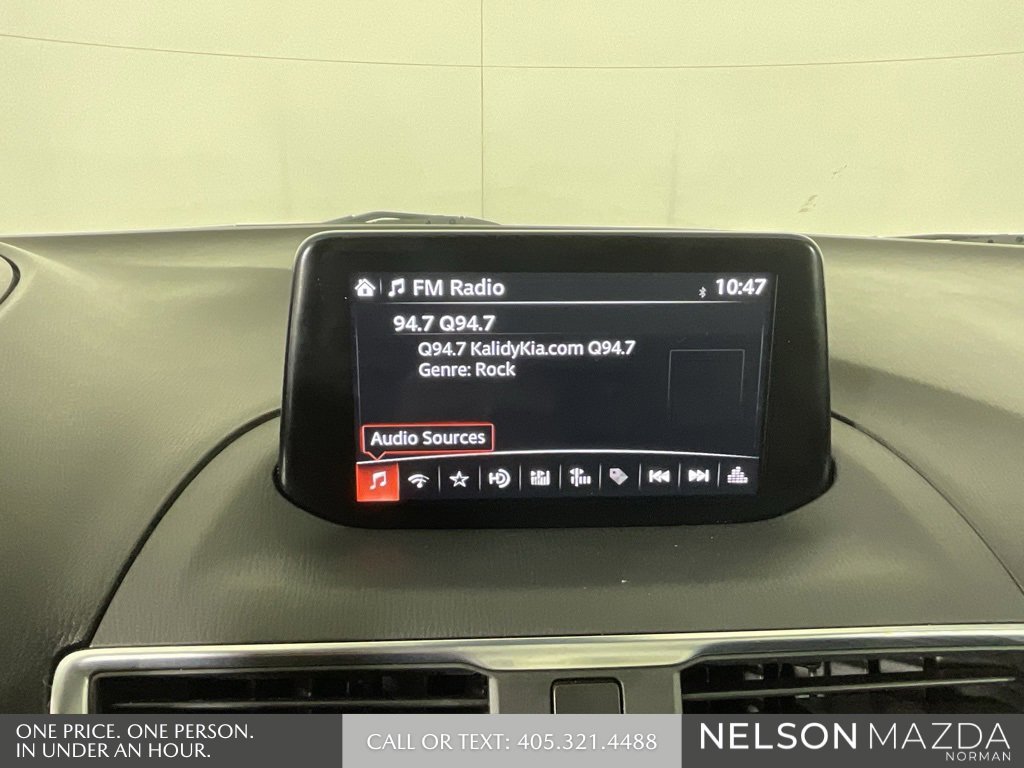 FM Radio
10:47
94.7 Q94.7
Q94.7 KalidyKia.com Q94.7
Genre: Rock
Audio Sources
HD
ONE PRICE. ONE PERSON.
IN UNDER AN HOUR.
CALL OR TEXT: 405.321.4488
NELSON MAZDA
NORMAN